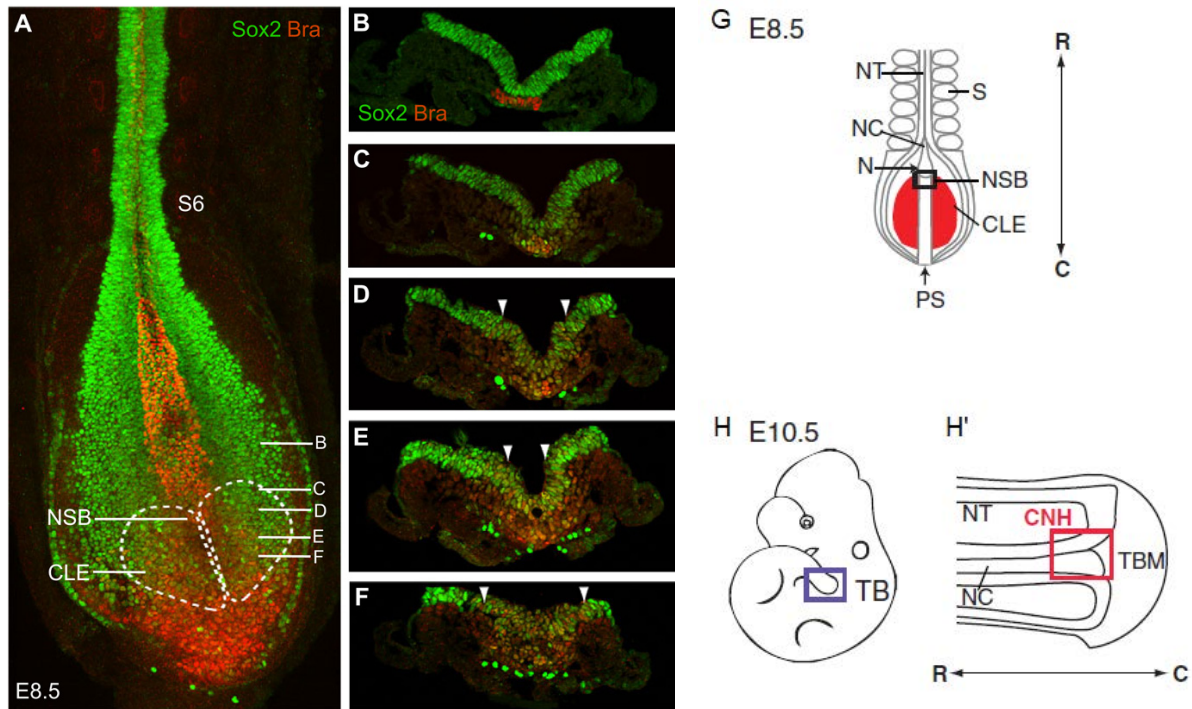 A
Sox2 Bra
S6
B
C
D
E
F
NSB
CLE
E8.5
B
Sox2 Bra
C
D
E
F
G E8.5
R
NT
S
NC
N
NSB
CLE
C
PS
H E10.5
TB
H'
NT
CNH
TBM
NC
R
C